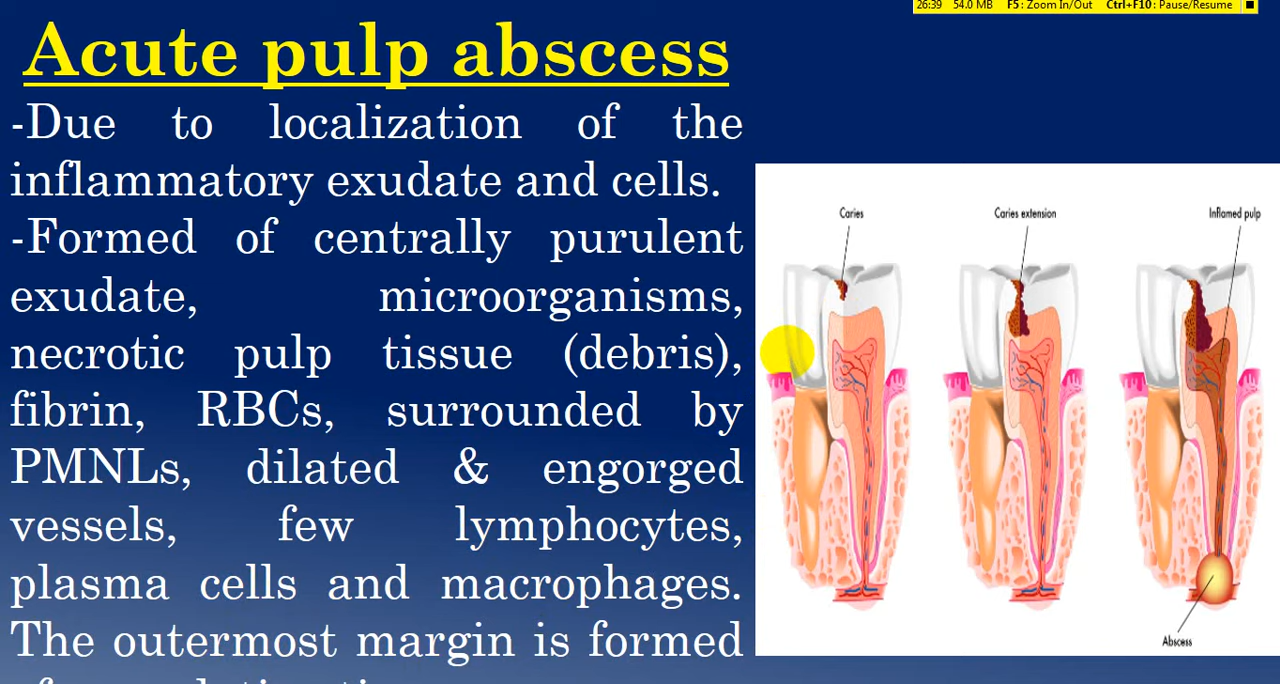 26:39 54.0 MB F5: Zoom In/Out Ctrl+F10: Pause/Resume
Acute pulp abscess
-Due to localization of the
inflammatory exudate and cells.
-Formed of centrally purulent
exudate, microorganisms,
necrotic pulp tissue (debris),
fibrin, RBCs, surrounded by
PMNLs, dilated & engorged
vessels, few lymphocytes,
plasma cells and macrophages.
The outermost margin is formed
Caries
Caries extension
Inflamed pulp
Abscess